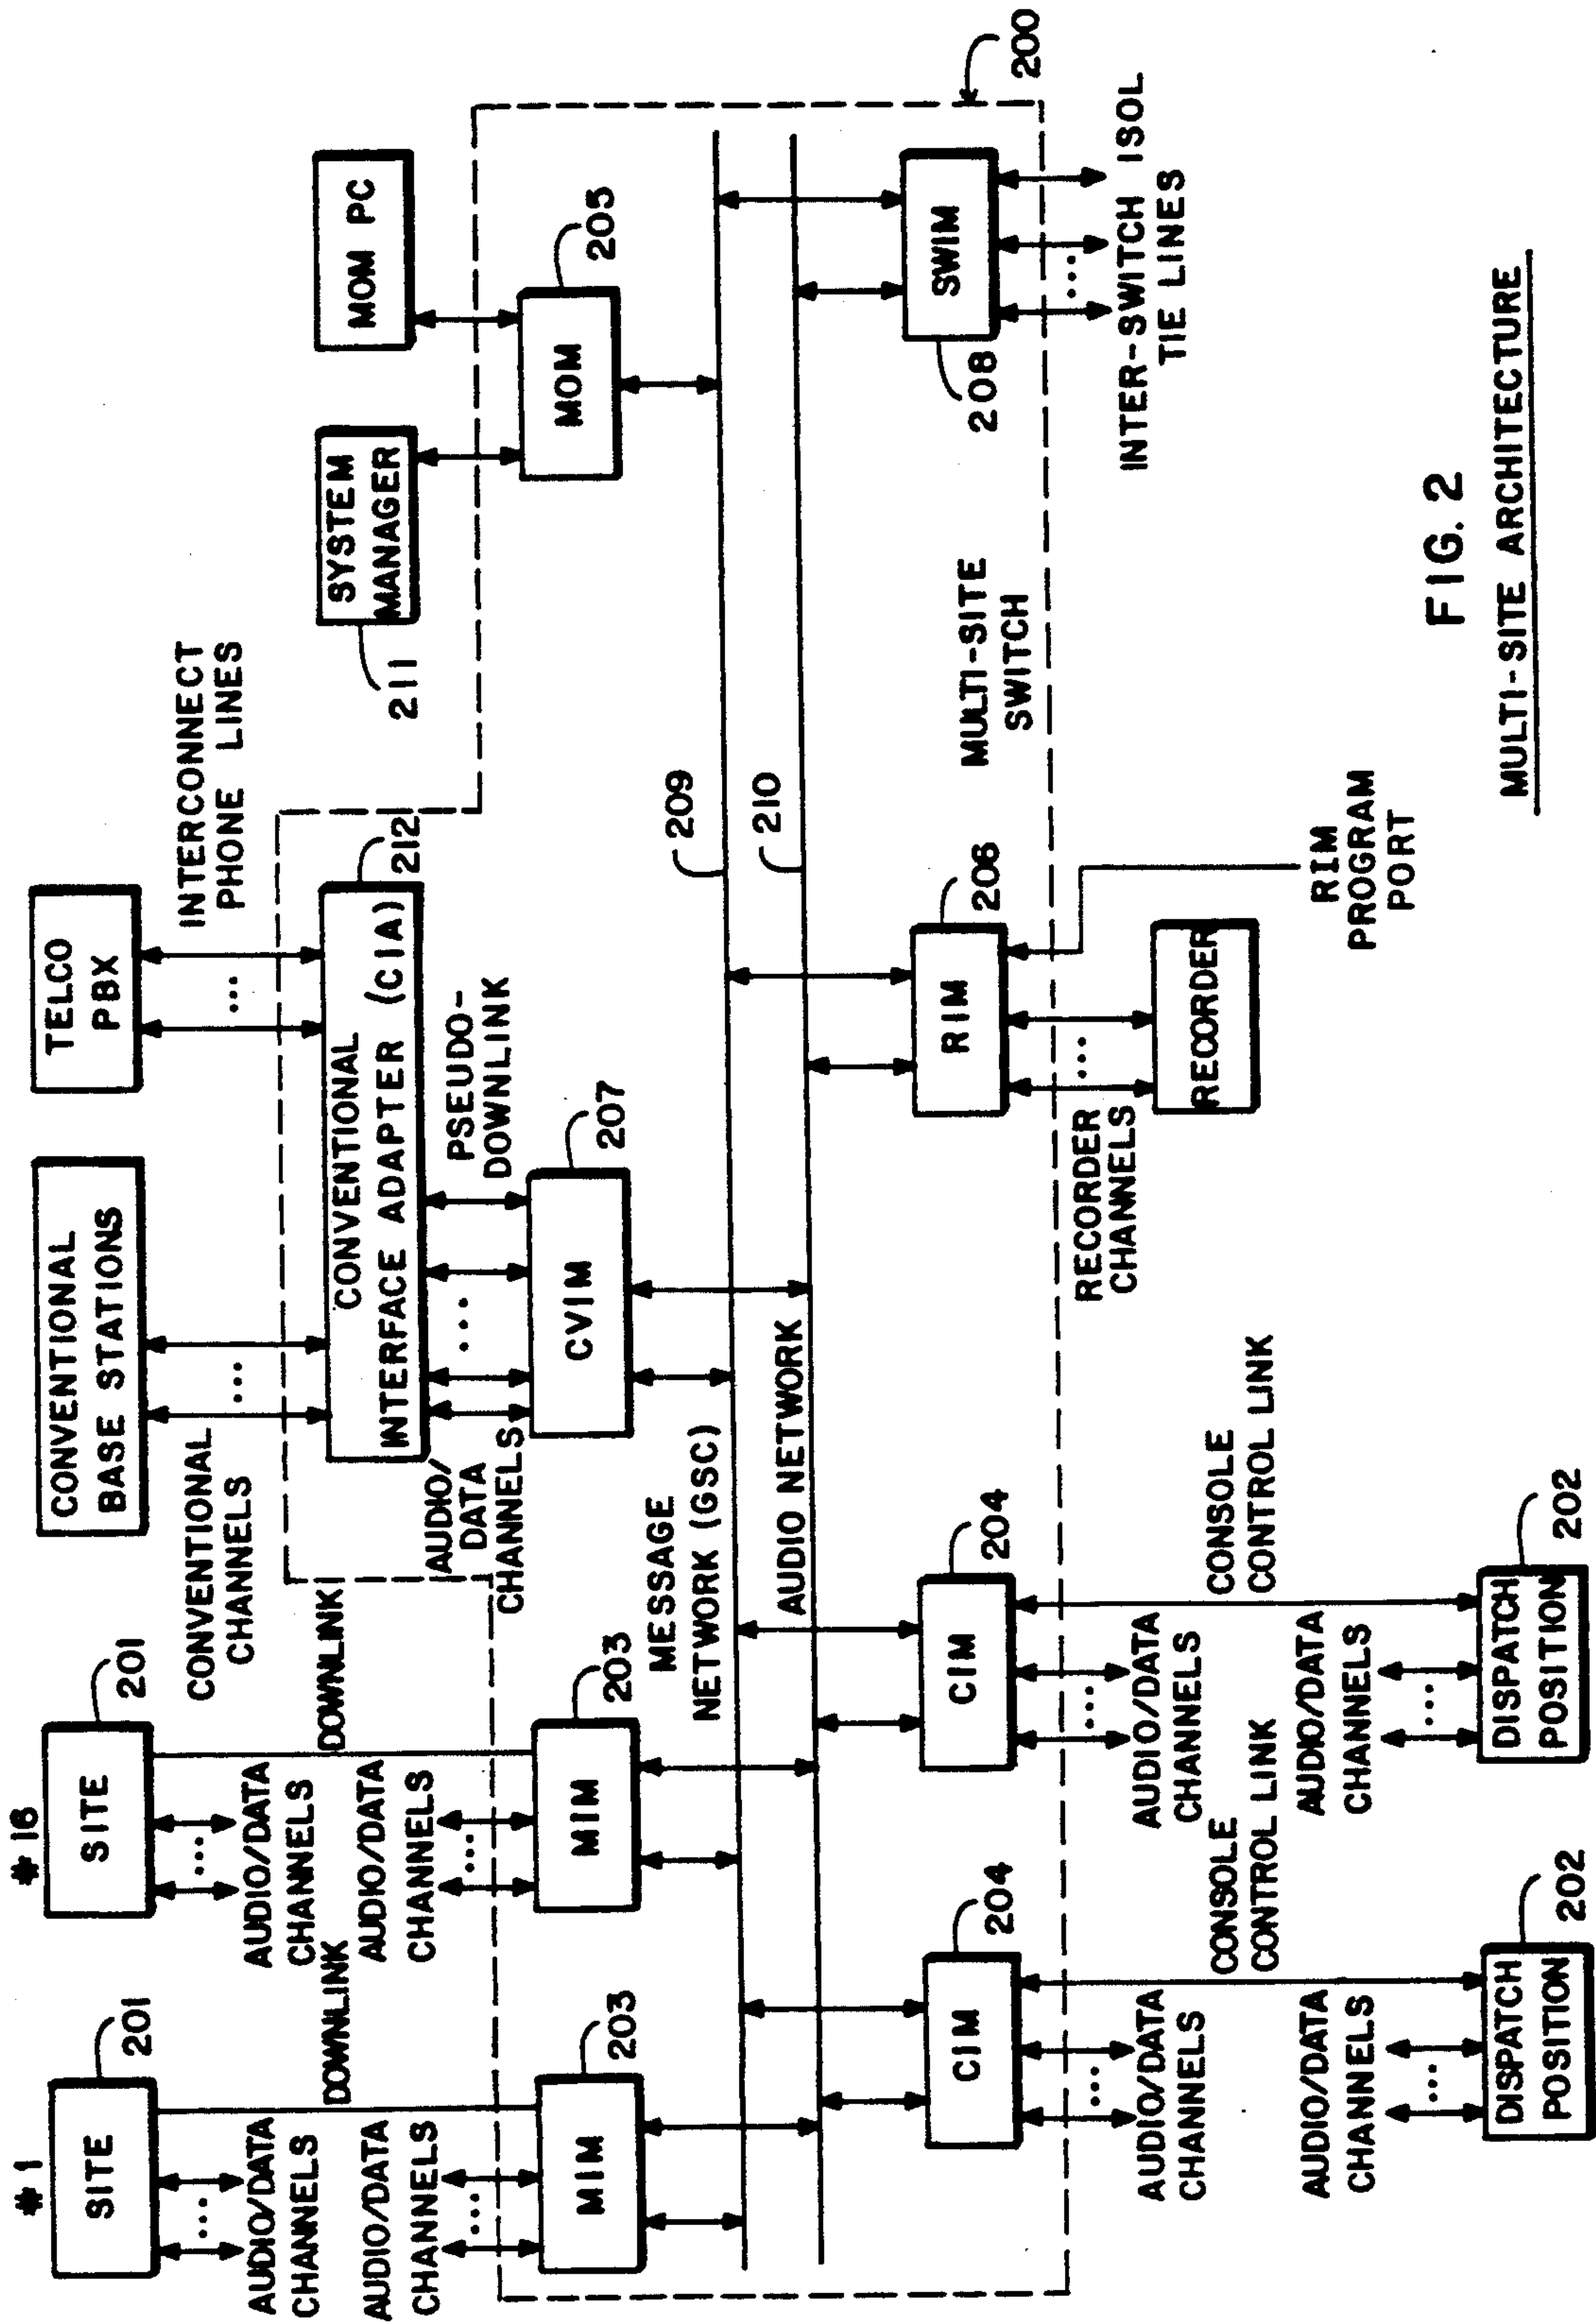 # 1
SITE
201
AUDIO/DATA
CHANNELS
DOWNLINK
AUDIO/DATA
CHANNELS
MIM
203
# 16
SITE
201
AUDIO/DATA
CHANNELS
DOWNLINK
AUDIO/DATA
CHANNELS
MIM
203
CONVENTIONAL
BASE STATIONS
CONVENTIONAL
CHANNELS
...
TELCO
PBX
...
INTERCONNECT
PHONE LINES
CONVENTIONAL
INTERFACE ADAPTER (CIA)
212
AUDIO/
DATA
CHANNELS
...
PSEUDO-
DOWNLINK
CVIM
207
SYSTEM
MANAGER
211
MOM PC
MOM
205
200
MESSAGE
NETWORK (GSC)
209
AUDIO NETWORK
210
MULTI-SITE
SWITCH
CIM
204
...
AUDIO/DATA
CHANNELS
CONSOLE
CONTROL LINK
AUDIO/DATA
CHANNELS
...
DISPATCH
POSITION
202
CIM
204
...
AUDIO/DATA
CHANNELS
CONSOLE
CONTROL LINK
AUDIO/DATA
CHANNELS
...
DISPATCH
POSITION
202
RIM
206
RECORDER
CHANNELS
...
RECORDER
RIM
PROGRAM
PORT
SWIM
208
...
INTER-SWITCH ISOL
TIE LINES
FIG. 2
MULTI-SITE ARCHITECTURE